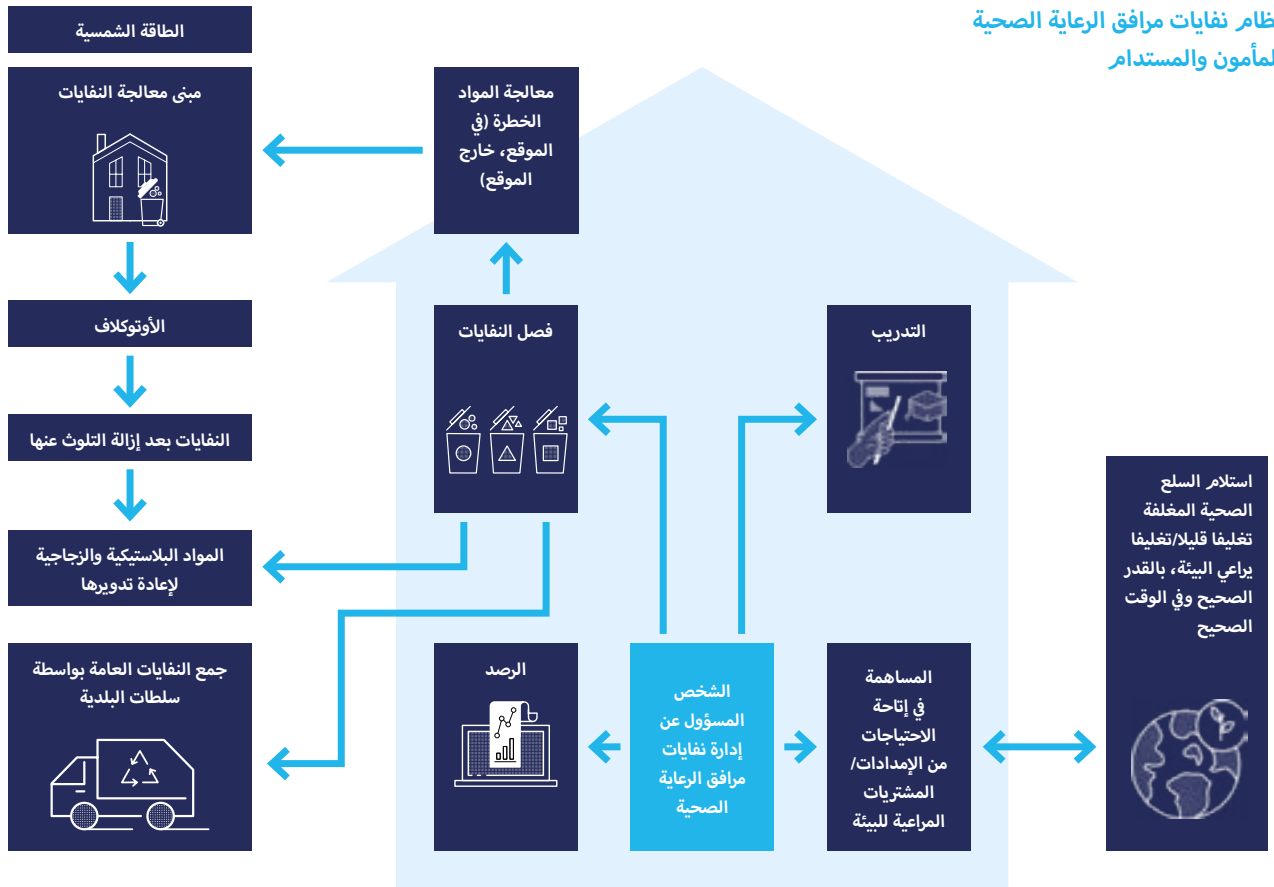 ظام نفايات مرافق الرعاية الصحية
لمأمون والمستدام
الطاقة الشمسية
مبنى معالجة النفايات
معالجة المواد
الخطرة (في
الموقع، خارج
الموقع)
الأوتوكلاف
فصل النفايات
التدريب
النفايات بعد إزالة التلوث عنها
استلام السلع
الصحية المغلفة
تغليفا قليلا/تغليفا
يراعي البيئة، بالقدر
الصحيح وفي الوقت
الصحيح
المواد البلاستيكية والزجاجية
لإعادة تدويرها
المساهمة
في إتاحة
الاحتياجات
من الإمدادات/
المشتريات
المراعية للبيئة
الشخص
المسؤول عن
إدارة نفايات
مرافق الرعاية
الصحية
الرصد
جمع النفايات العامة بواسطة
سلطات البلدية